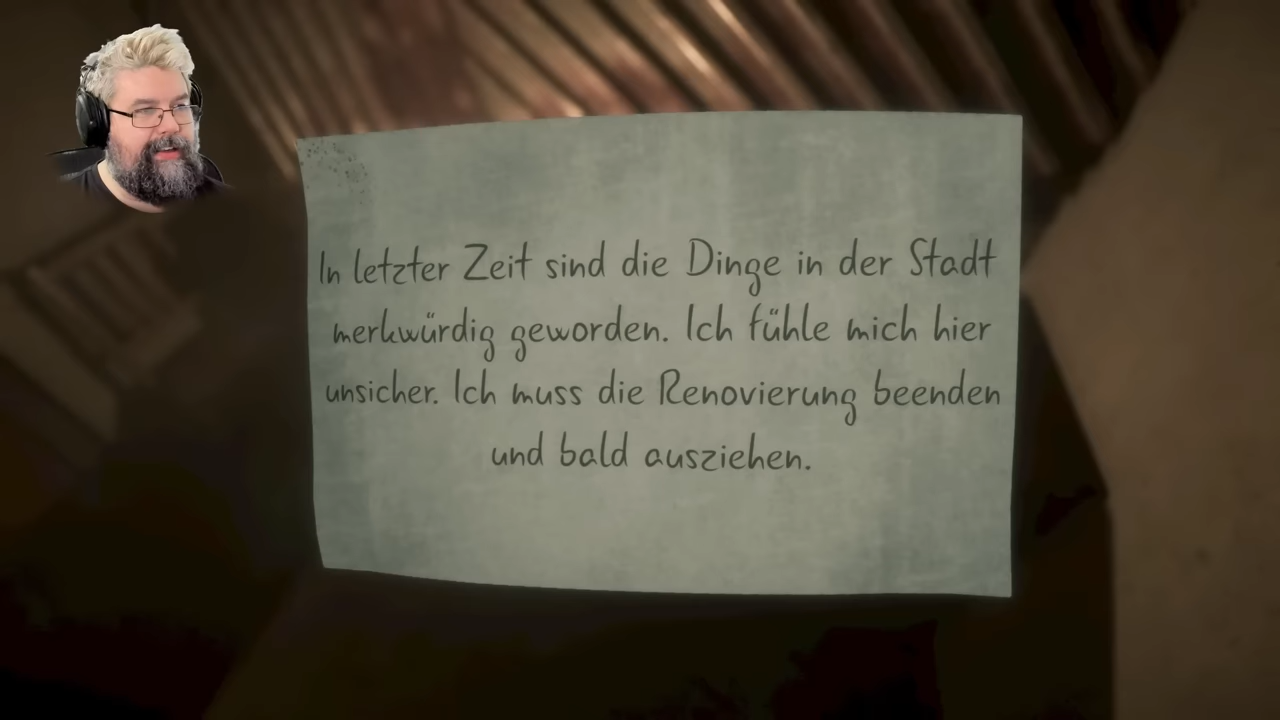 In letzter Zeit sind die Dinge in der Stadt
merkwürdig geworden. Ich fühle mich hier
unsicher. Ich muss die Renovierung beenden
und bald ausziehen.